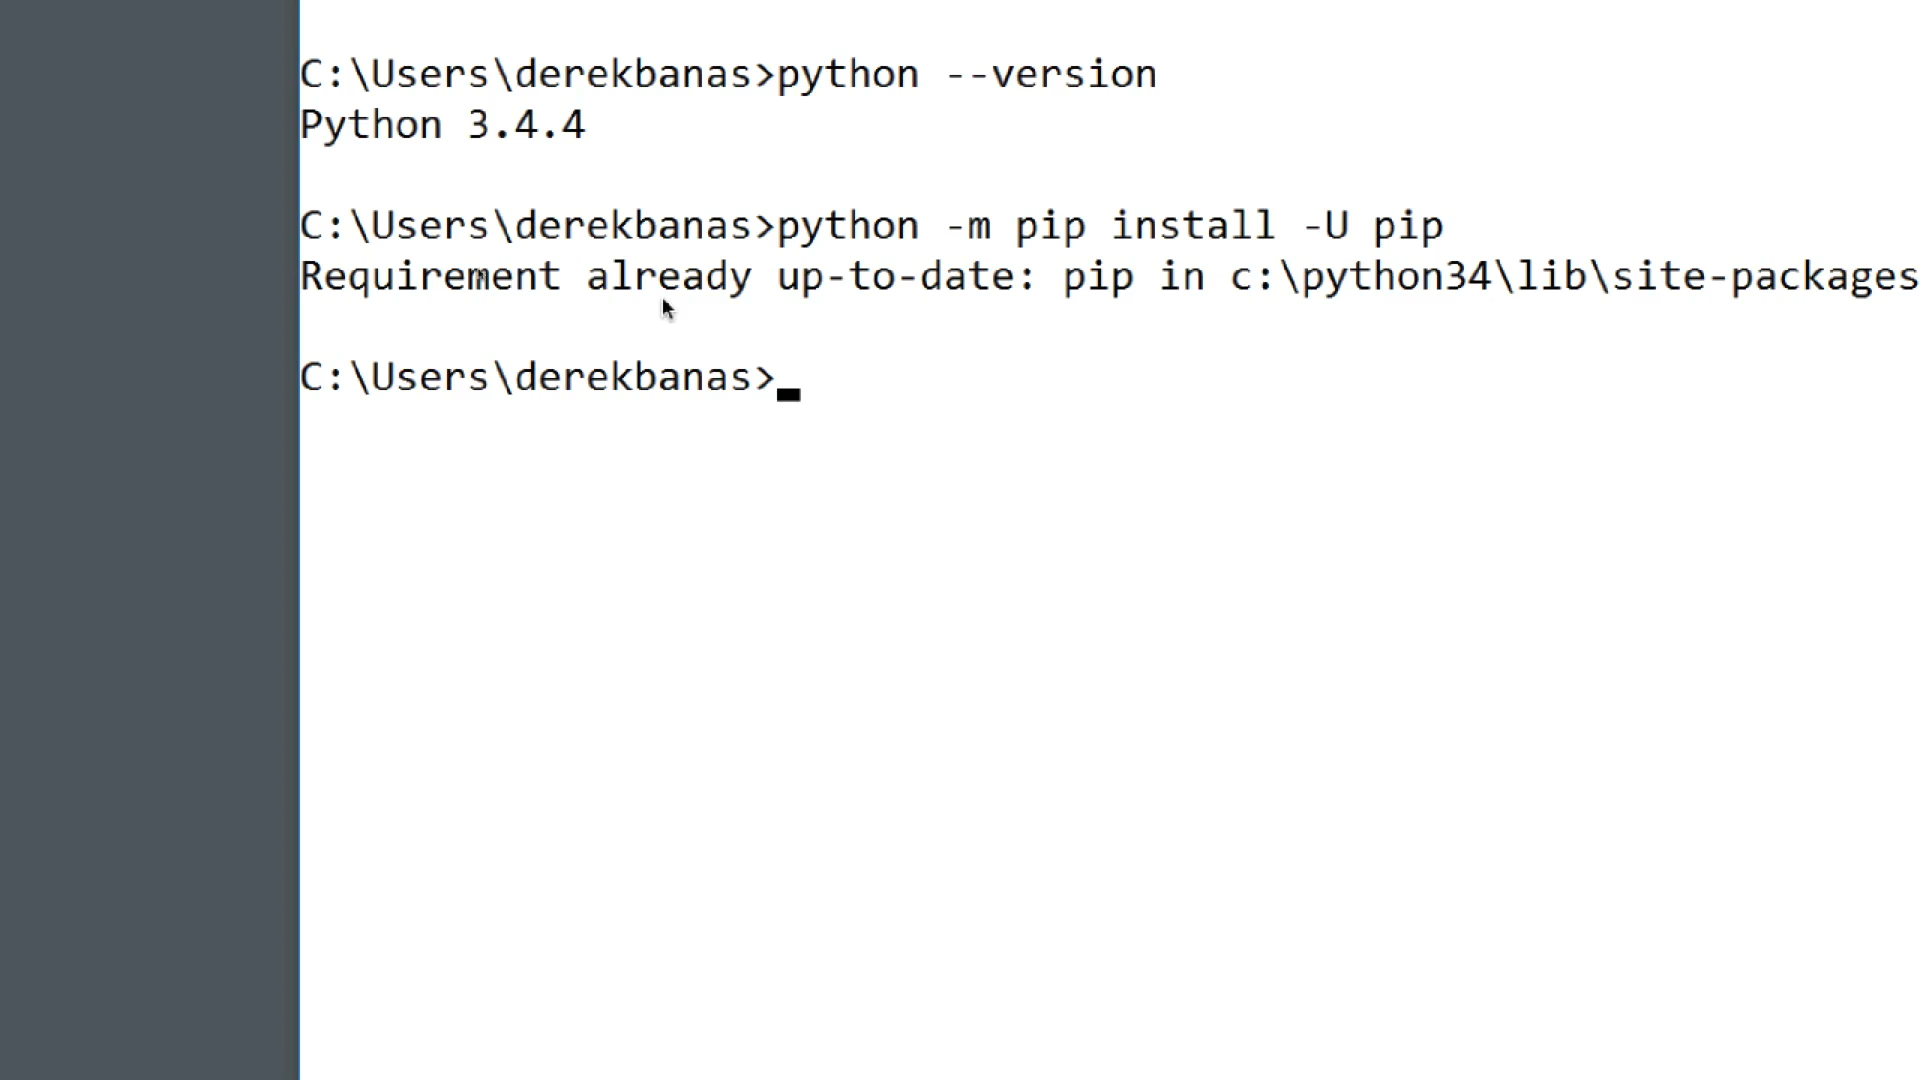 C:\Users\derekbanas>python --version
Python 3.4.4
C:\Users\derekbanas>python -m pip install -U pip
Requirement already up-to-date: pip in c:\python34\lib\site-packages
C:\Users\derekbanas>